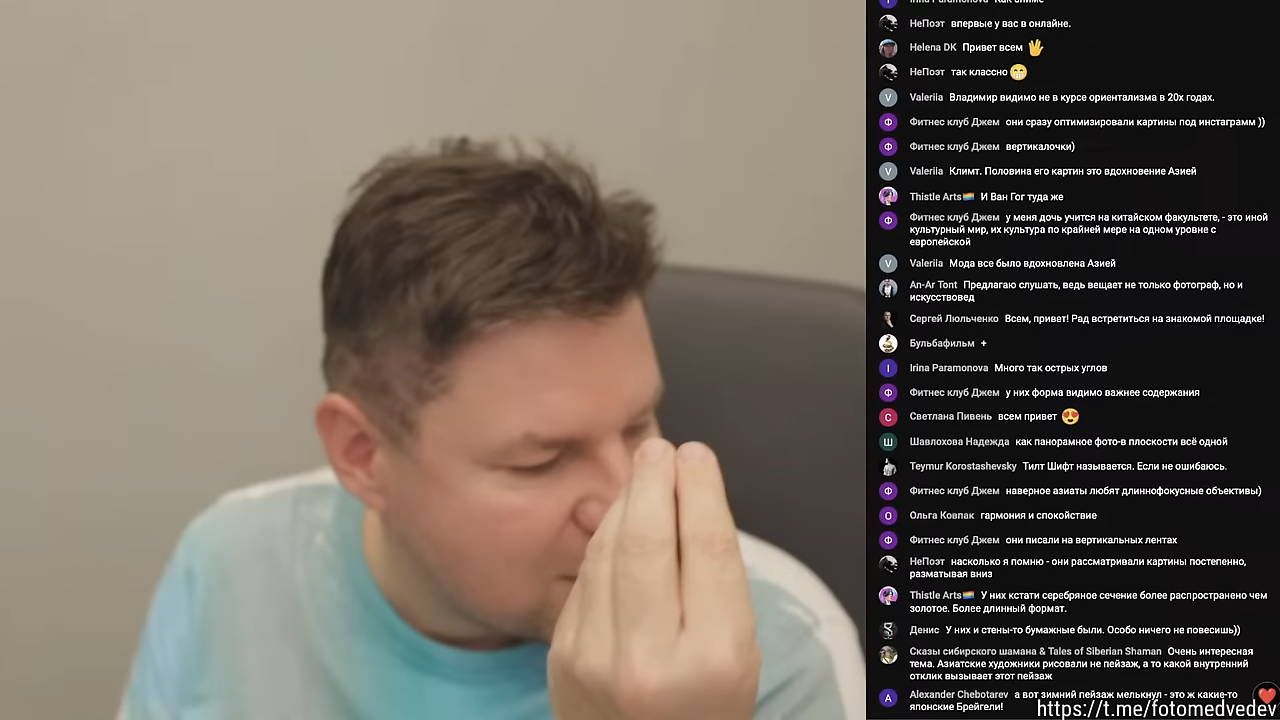 Irina Paramonova Как аниме
НеПоэт впервые у вас в онлайне.
Helena DK Привет всем
НеПоэт так классно
Valeriia Владимир видимо не в курсе ориентализма в 20х годах.
Фитнес клуб Джем они сразу оптимизировали картины под инстаграмм ))
Фитнес клуб Джем вертикалочки)
Valeriia Климт. Половина его картин это вдохновение Азией
Thistle Arts🏳️‍🌈 И Ван Гог туда же
Фитнес клуб Джем у меня дочь учится на китайском факультете, - это иной
культурный мир, их культура по крайней мере на одном уровне с
европейской
Valeriia Мода все было вдохновлена Азией
An-Ar Tont Предлагаю слушать, ведь вещает не только фотограф, но и
искусствовед
Сергей Люльченко Всем, привет! Рад встретиться на знакомой площадке!
Бульбафильм +
Irina Paramonova Много так острых углов
Фитнес клуб Джем у них форма видимо важнее содержания
Светлана Пивень всем привет
Шавлохова Надежда как панорамное фото-в плоскости всё одной
Teymur Korostashevsky Тилт Шифт называется. Если не ошибаюсь.
Фитнес клуб Джем наверное азиаты любят длиннофокусные объективы)
Ольга Ковпак гармония и спокойствие
Фитнес клуб Джем они писали на вертикальных лентах
НеПоэт насколько я помню - они рассматривали картины постепенно,
разматывая вниз
Thistle Arts🏳️‍🌈 У них кстати серебряное сечение более распространено чем
золотое. Более длинный формат.
Денис У них и стены-то бумажные были. Особо ничего не повесишь))
Сказы сибирского шамана & Tales of Siberian Shaman Очень интересная
тема. Азиатские художники рисовали не пейзаж, а то какой внутренний
отклик вызывает этот пейзаж
Alexander Chebotarev а вот зимний пейзаж мелькнул - это ж какие-то
японские Брейгели!
https://t.me/fotomedvedev